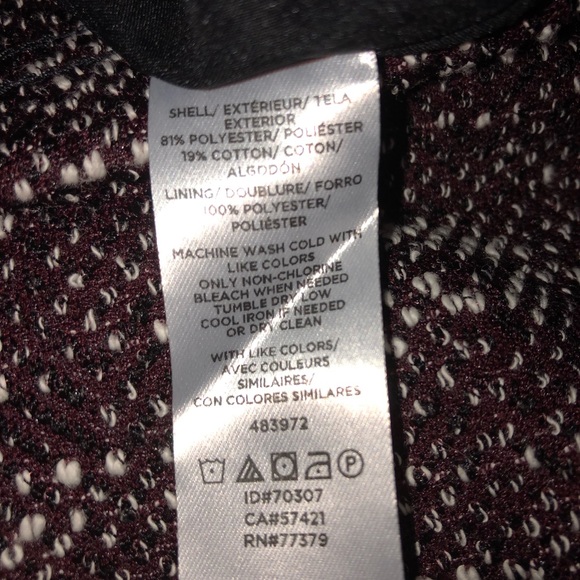 SHELL/ EXTÉRIEUR/ TELA
EXTERIOR
81% POLYESTER/ POLIÉSTER
19% COTTON/ COTON/
ALGODÓN
LINING/ DOUBLURE/ FORRO
100% POLYESTER/
POLIÉSTER
MACHINE WASH COLD WITH
LIKE COLORS
ONLY NON-CHLORINE
BLEACH WHEN NEEDED
TUMBLE DRY LOW
COOL IRON IF NEEDED
OR DRY CLEAN
WITH LIKE COLORS/
AVEC COULEURS
SIMILAIRES/
CON COLORES SIMILARES
483972
P
ID#70307
CA#57421
RN#77379